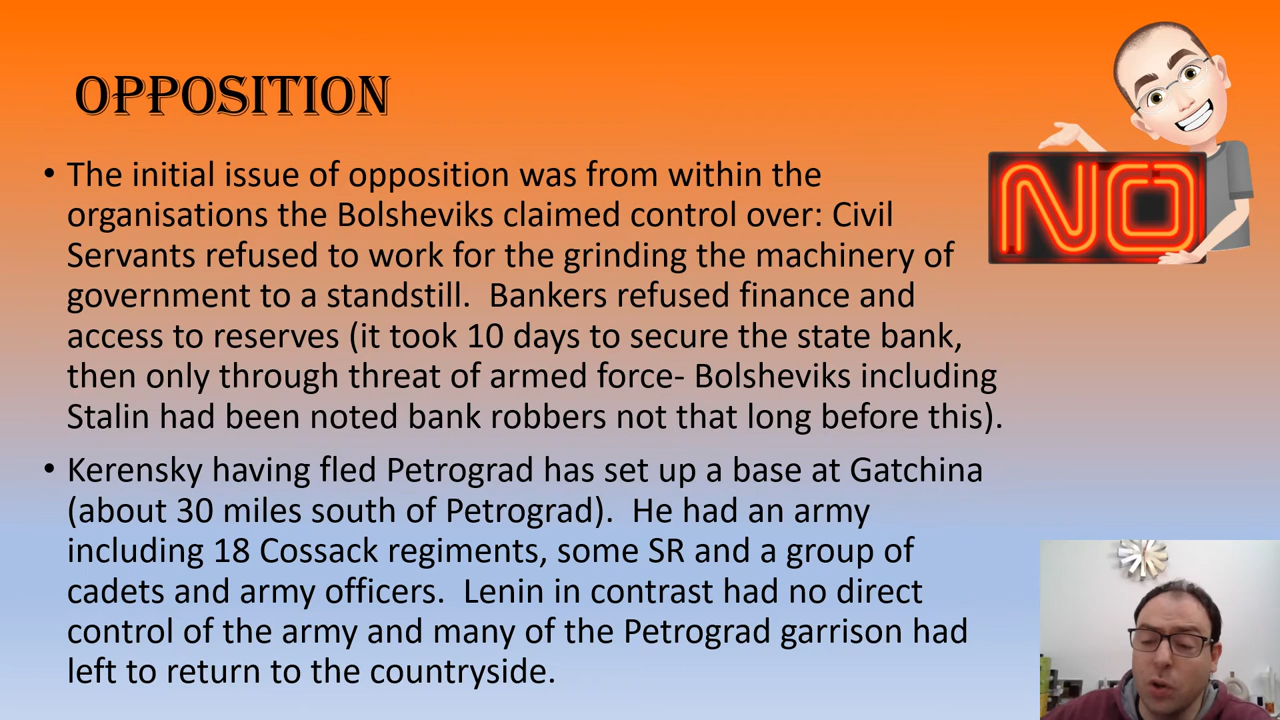 OPPOSITION
• The initial issue of opposition was from within the
organisations the Bolsheviks claimed control over: Civil
Servants refused to work for the grinding the machinery of
government to a standstill.  Bankers refused finance and
access to reserves (it took 10 days to secure the state bank,
then only through threat of armed force- Bolsheviks including
Stalin had been noted bank robbers not that long before this).
• Kerensky having fled Petrograd has set up a base at Gatchina
(about 30 miles south of Petrograd).  He had an army
including 18 Cossack regiments, some SR and a group of
cadets and army officers.  Lenin in contrast had no direct
control of the army and many of the Petrograd garrison had
left to return to the countryside.
NO